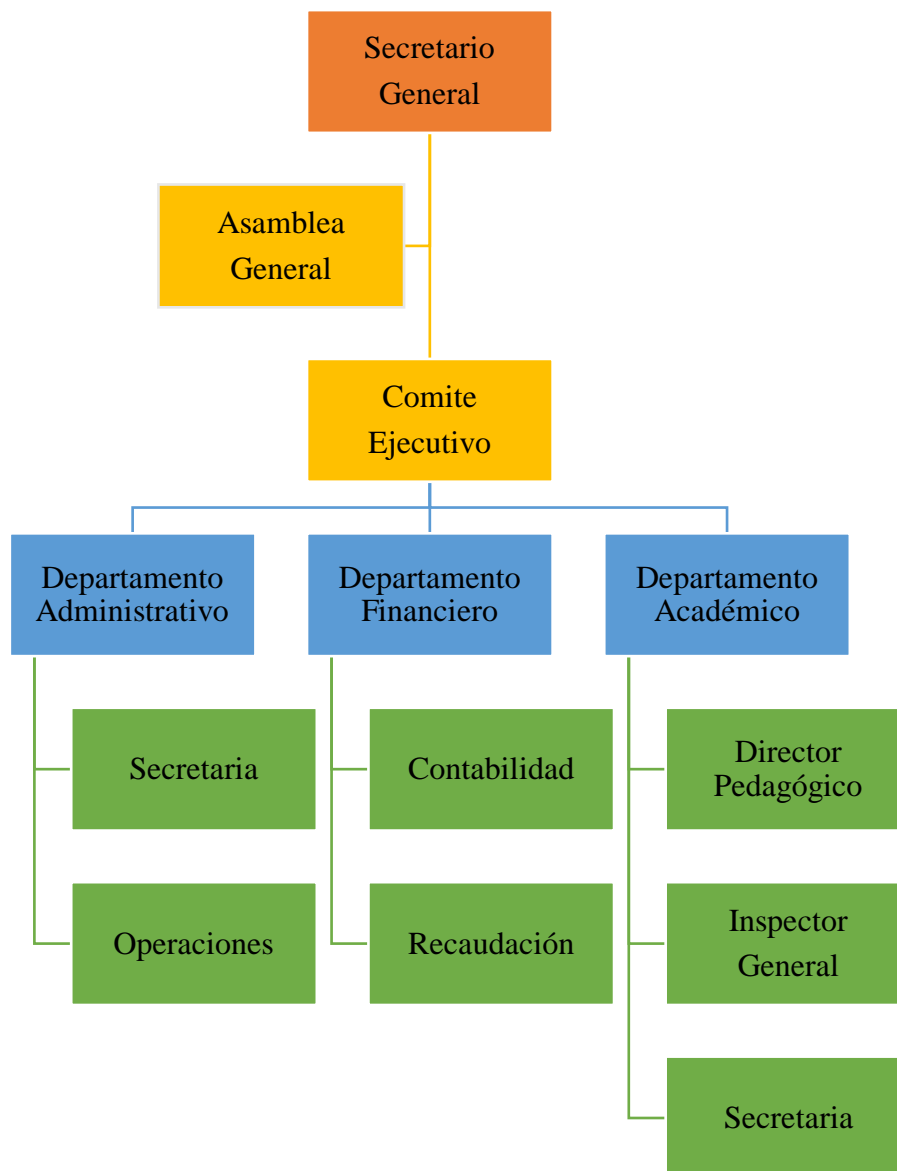 Secretario
General
Asamblea
General
Comite
Ejecutivo
Departamento
Administrativo
Departamento
Financiero
Departamento
Académico
Secretaria
Contabilidad
Director
Pedagógico
Operaciones
Recaudación
Inspector
General
Secretaria